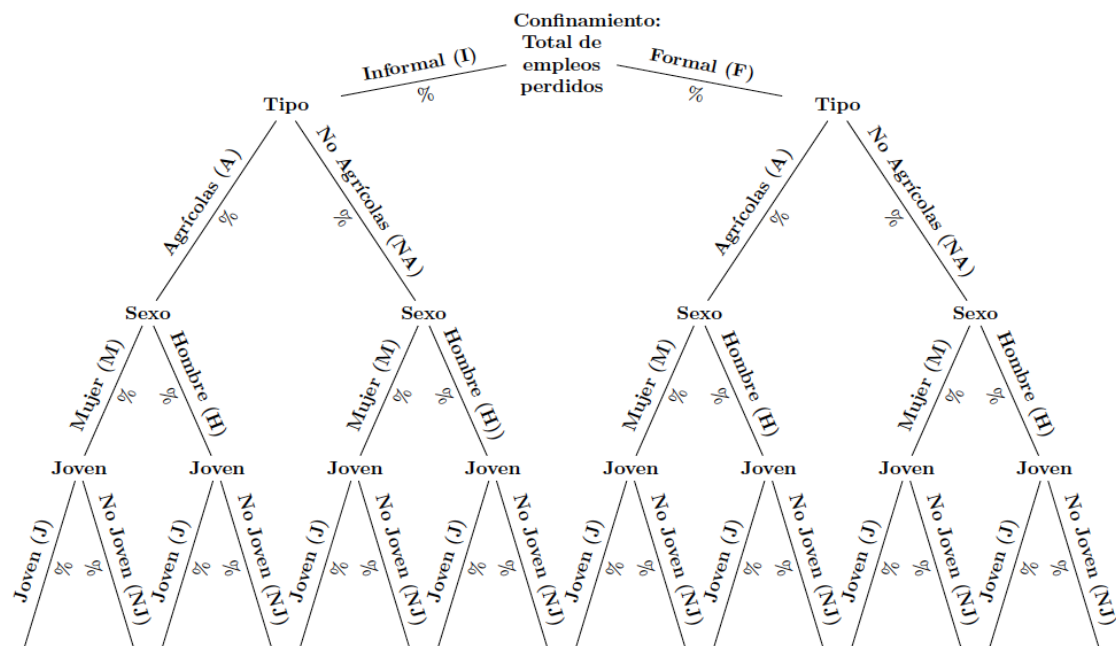 Confinamiento:
Total de
empleos
perdidos
Informal (I)
%
Formal (F)
%
Tipo
Tipo
Agrícolas (A)
%
No Agrícolas (NA)
%
Agrícolas (A)
%
No Agrícolas (NA)
%
Sexo
Sexo
Sexo
Sexo
Mujer (M)
%
Hombre (H)
%
Mujer (M)
%
Hombre (H))
%
Mujer (M)
%
Hombre (H)
%
Mujer (M)
%
Hombre (H)
%
Joven
Joven
Joven
Joven
Joven
Joven
Joven
Joven
Joven (J)
%
No Joven (NJ)
%
Joven (J)
%
No Joven (NJ)
%
Joven (J)
%
No Joven (NJ)
%
Joven (J)
%
No Joven (NJ)
%
Joven (J)
%
No Joven (NJ)
%
Joven (J)
%
No Joven (NJ)
%
Joven (J)
%
No Joven (NJ)
%
Joven (J)
%
No Joven (NJ)
%